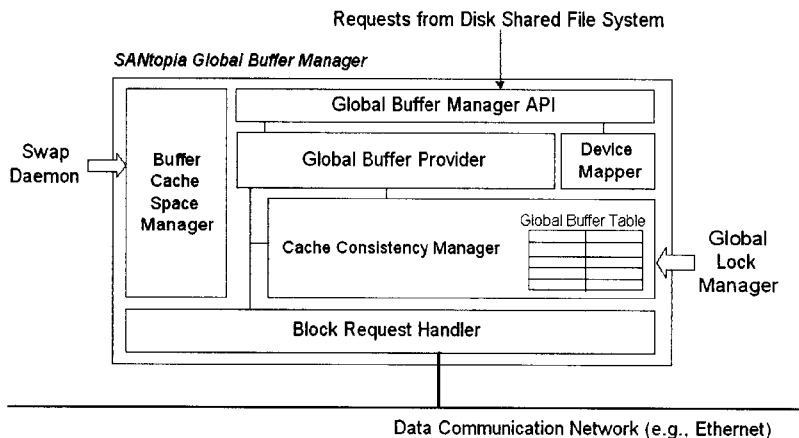 Requests from Disk Shared File System
SANtopia Global Buffer Manager
Global Buffer Manager API
Swap
Daemon
Buffer
Cache
Space
Manager
Global Buffer Provider
Device
Mapper
Global Buffer Table
Cache Consistency Manager
Global
Lock
Manager
Block Request Handler
Data Communication Network (e.g., Ethernet)